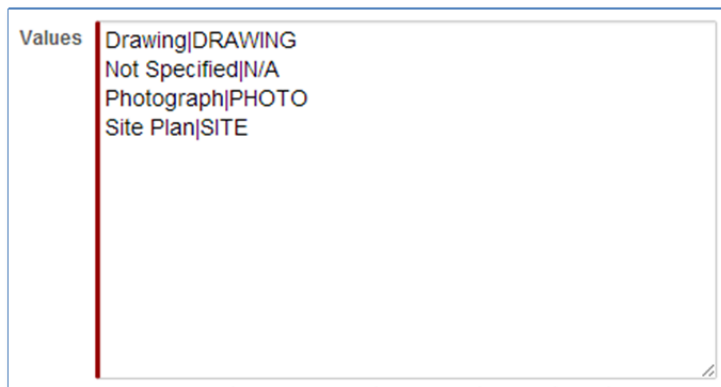 Values
Drawing|DRAWING
Not Specified|N/A
Photograph|PHOTO
Site Plan|SITE